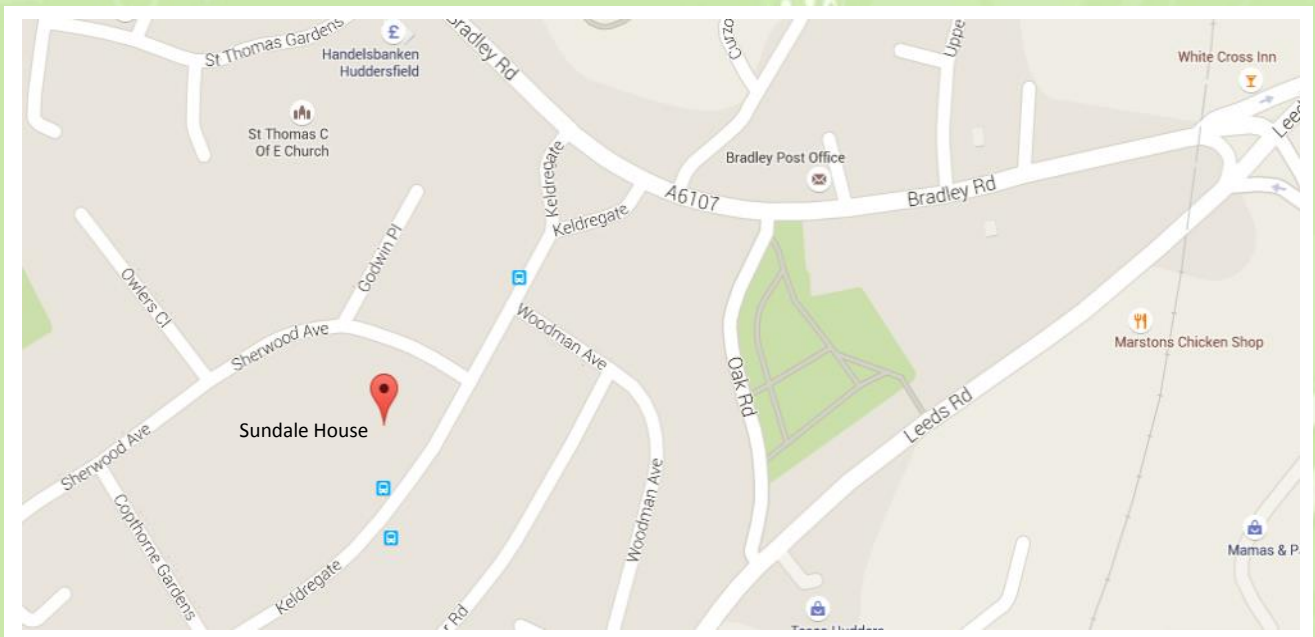 St Thomas Gardens
£
Handelsbanken
Huddersfield
Bradley Rd
White Cross Inn
St Thomas C
Of E Church
Keldregate
Bradley Post Office
A6107
Bradley Rd
Keldregate
Godwin Pl
Owlers Cl
Sherwood Ave
Woodman Ave
Marstons Chicken Shop
Oak Rd
Leeds Rd
Sundale House
Sherwood Ave
Woodman Ave
Copthorne Gardens
Keldregate
Mamas & P
Rd